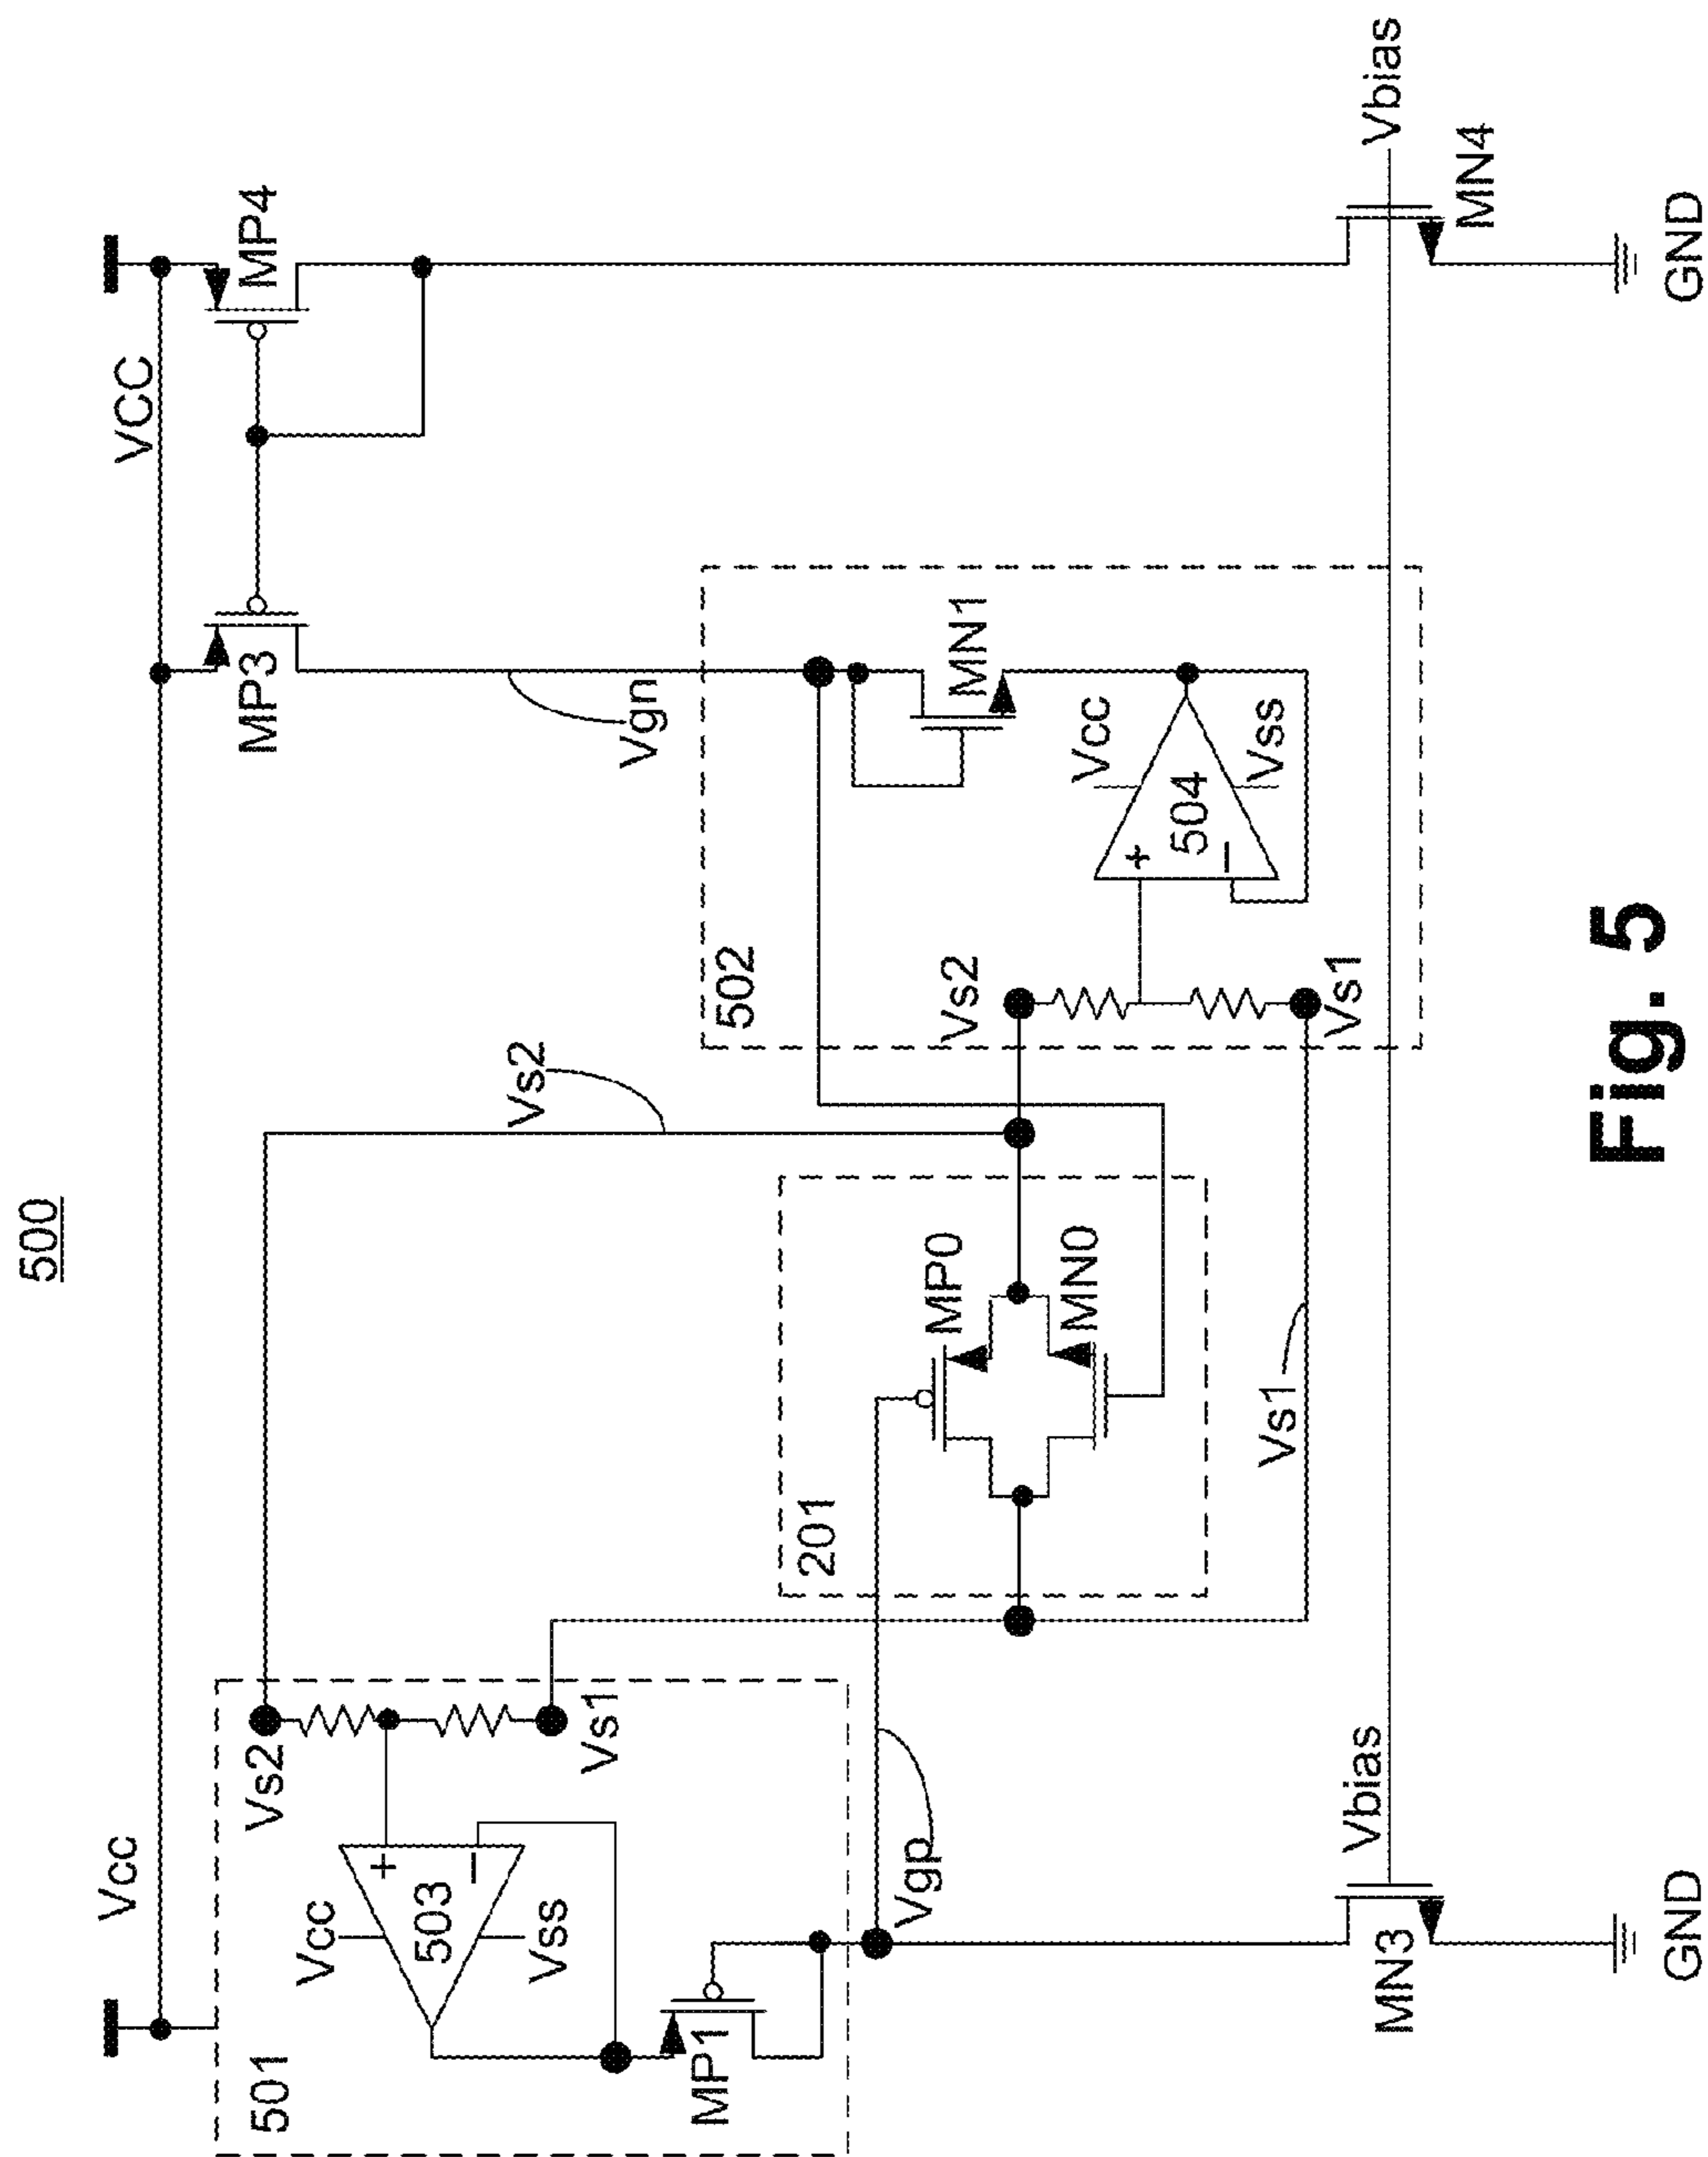 500
Vcc
VCC
MP4
MP3
501
Vcc
503
+
−
Vss
Vs2
Vs1
MP1
Vgp
Vs2
Vgn
201
MP0
MN0
502
Vs2
Vs1
MN1
Vcc
504
+
−
Vss
Vs1
Vbias
Vbias
MN3
MN4
GND
GND
Fig. 5